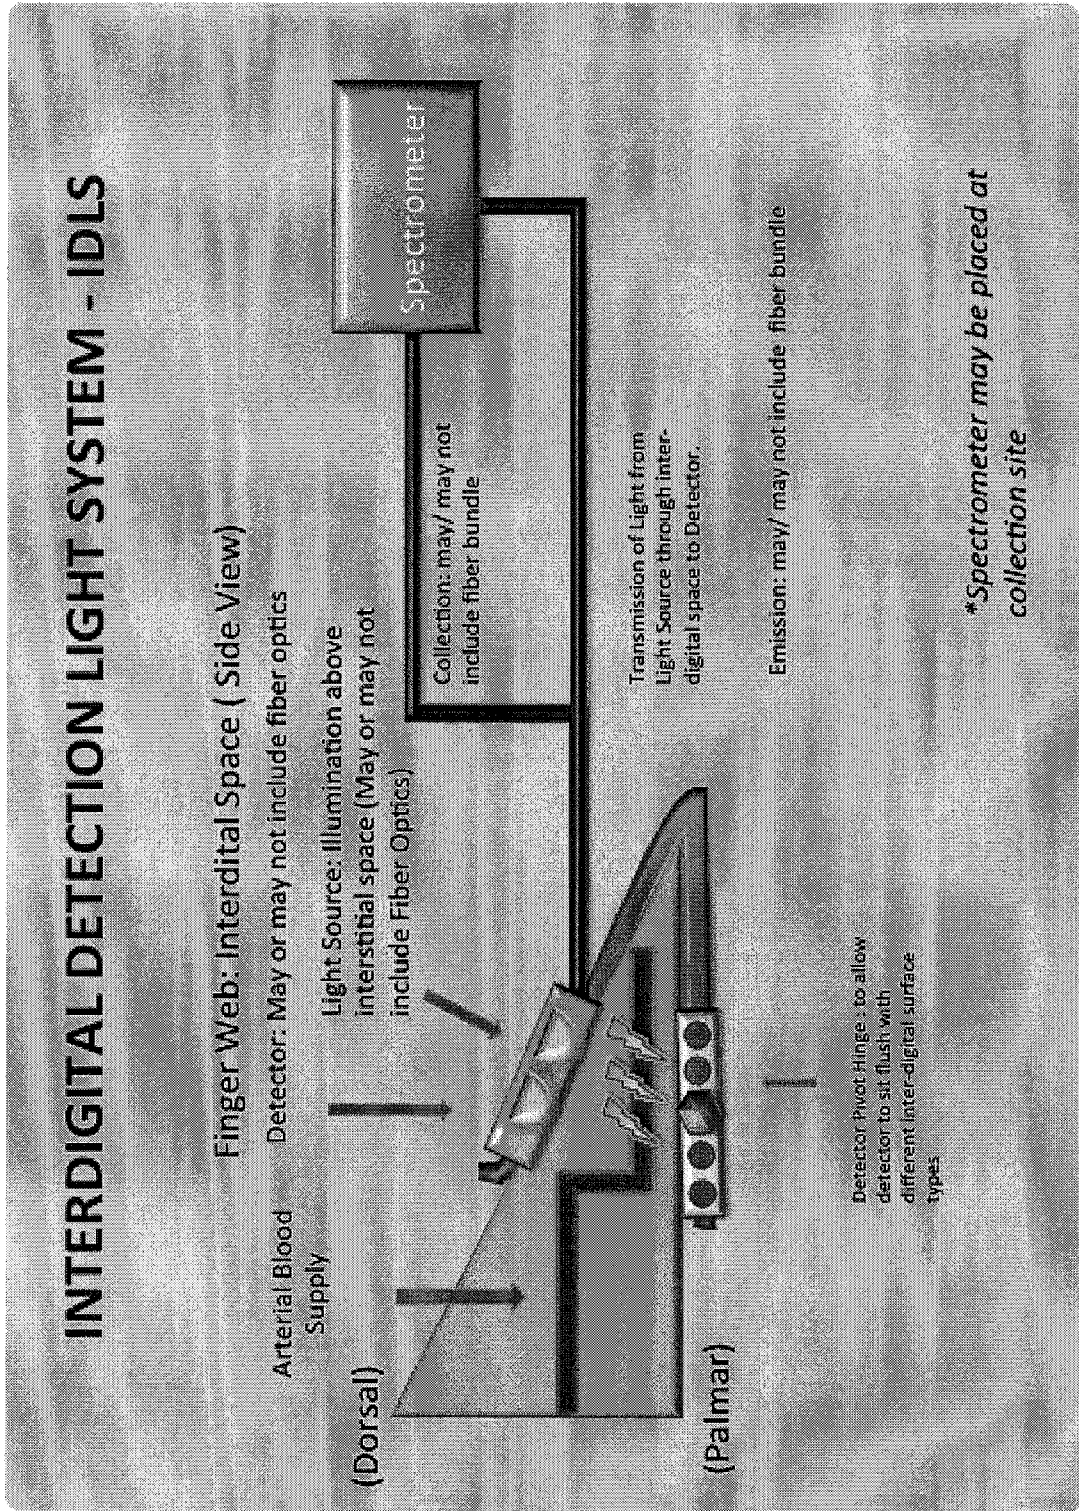 INTERDIGITAL DETECTION LIGHT SYSTEM - IDLS
Finger Web: Interdital Space ( Side View)
Detector: May or may not include fiber optics
Arterial Blood
Supply
Light Source: Illumination above
interstitial space (May or may not
include Fiber Optics)
(Dorsal)
Spectrometer
Collection: may/ may not
include fiber bundle
Transmission of Light from
Light Source through inter-
digital space to Detector.
(Palmar)
Emission: may/ may not include fiber bundle
Detector Pivot Hinge : to allow
detector to sit flush with
different inter-digital surface
types
*Spectrometer may be placed at
collection site